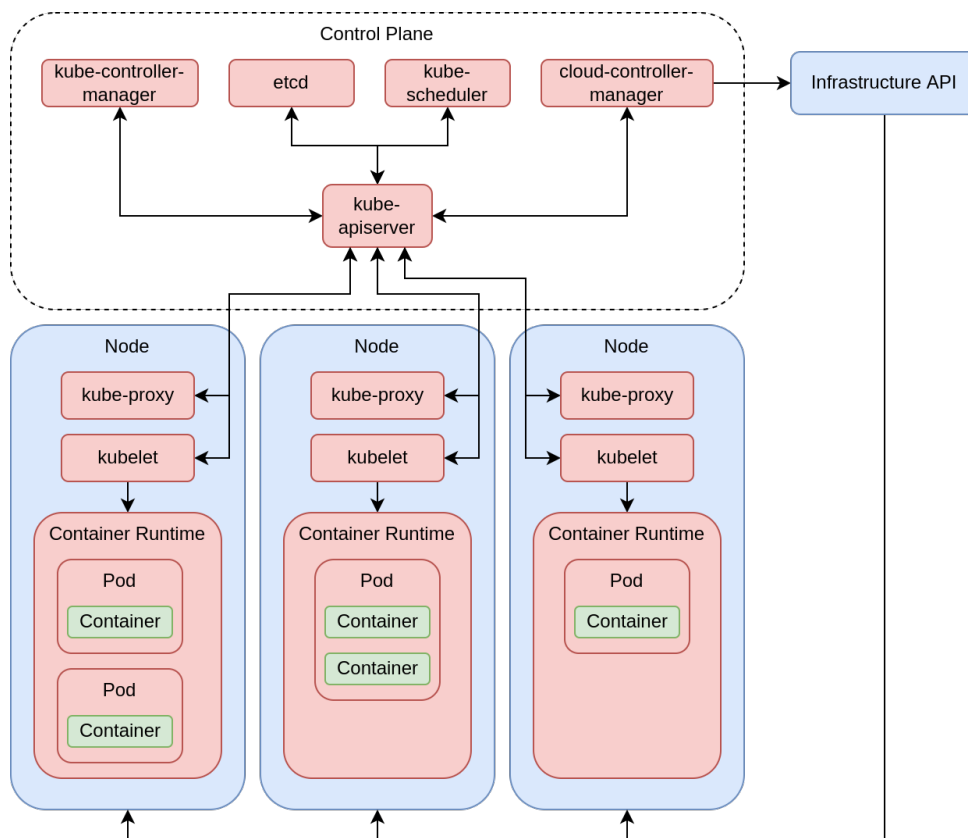 Control Plane
kube-controller-
manager
etcd
kube-
scheduler
cloud-controller-
manager
Infrastructure API
kube-
apiserver
Node
kube-proxy
kubelet
Container Runtime
Pod
Container
Pod
Container
Node
kube-proxy
kubelet
Container Runtime
Pod
Container
Container
Node
kube-proxy
kubelet
Container Runtime
Pod
Container